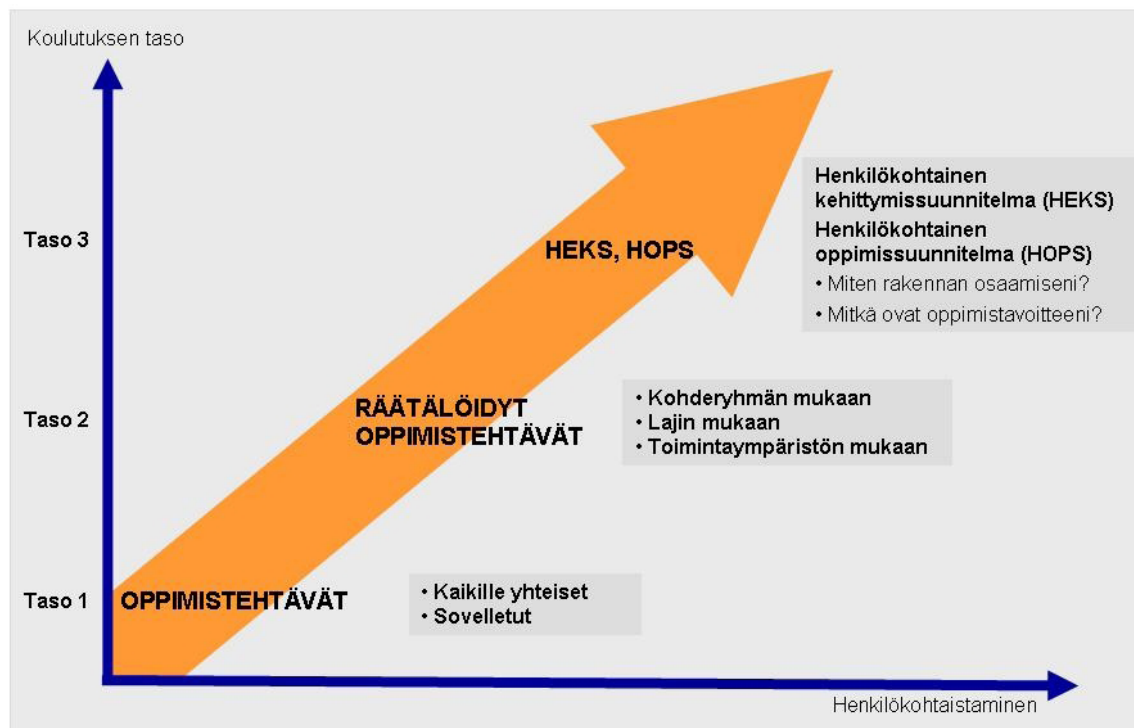 Koulutuksen taso
Henkilökohtainen
kehittymissuunnitelma (HEKS)
Henkilökohtainen
oppimissuunnitelma (HOPS)
• Miten rakennan osaamiseni?
• Mitkä ovat oppimistavoitteeni?
Taso 3
HEKS, HOPS
Taso 2
RÄÄTÄLÖIDYT
OPPIMISTEHTÄVÄT
• Kohderyhmän mukaan
• Lajin mukaan
• Toimintaympäristön mukaan
Taso 1
OPPIMISTEHTÄVÄT
• Kaikille yhteiset
• Sovelletut
Henkilökohtaistaminen